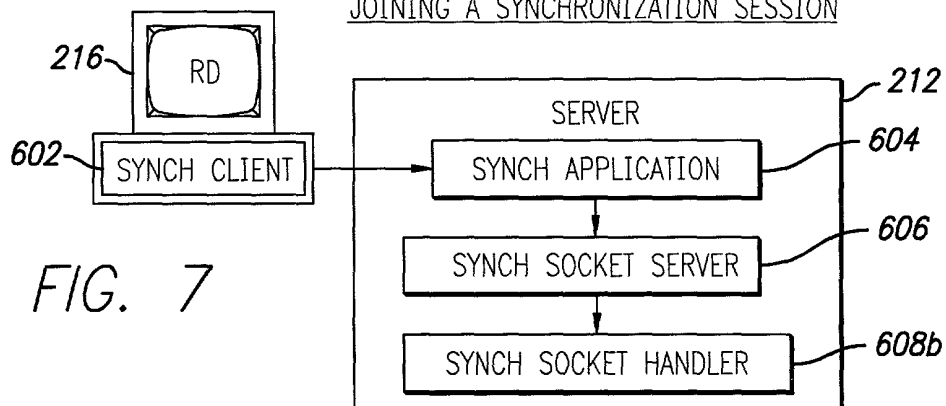 JOINING A SYNCHRONIZATION SESSION
216
RD
212
SERVER
602
SYNCH CLIENT
SYNCH APPLICATION
604
SYNCH SOCKET SERVER
606
FIG. 7
SYNCH SOCKET HANDLER
608b